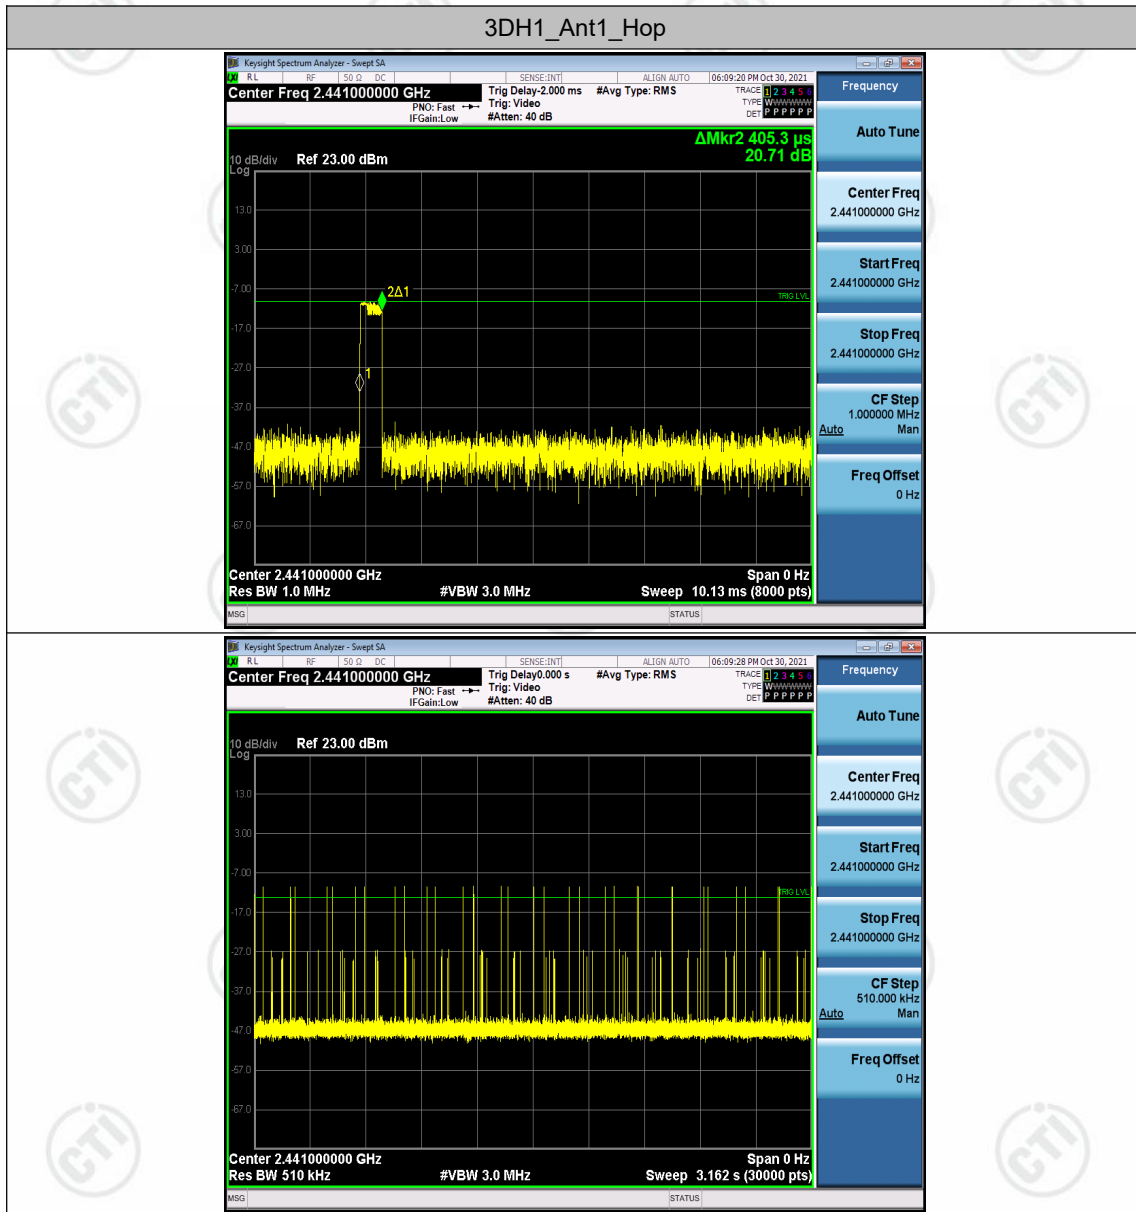 3DH1_Ant1_Hop
Keysight Spectrum Analyzer - Swept SA
LXI RL RF 50 Ω DC SENSE:INT ALIGN AUTO 06:09:20 PM Oct 30, 2021
Center Freq 2.441000000 GHz Trig Delay-2.000 ms #Avg Type: RMS TRACE 1 2 3 4 5 6
PNO: Fast Trig: Video TYPE WWWWWW
IFGain:Low #Atten: 40 dB DET P P P P P P
ΔMkr2 405.3 µs
20.71 dB
10 dB/div Ref 23.00 dBm
Log
13.0
3.00
-7.00
2Δ1
TRIG LVL
-17.0
-27.0
1
-37.0
-47.0
-57.0
-67.0
Center 2.441000000 GHz Span 0 Hz
Res BW 1.0 MHz #VBW 3.0 MHz Sweep 10.13 ms (8000 pts)
MSG STATUS
Frequency
Auto Tune
Center Freq
2.441000000 GHz
Start Freq
2.441000000 GHz
Stop Freq
2.441000000 GHz
CF Step
1.000000 MHz
Auto Man
Freq Offset
0 Hz
Keysight Spectrum Analyzer - Swept SA
LXI RL RF 50 Ω DC SENSE:INT ALIGN AUTO 06:09:28 PM Oct 30, 2021
Center Freq 2.441000000 GHz Trig Delay0.000 s #Avg Type: RMS TRACE 1 2 3 4 5 6
PNO: Fast Trig: Video TYPE WWWWWW
IFGain:Low #Atten: 40 dB DET P P P P P P
10 dB/div Ref 23.00 dBm
Log
13.0
3.00
-7.00
TRIG LVL
-17.0
-27.0
-37.0
-47.0
-57.0
-67.0
Center 2.441000000 GHz Span 0 Hz
Res BW 510 kHz #VBW 3.0 MHz Sweep 3.162 s (30000 pts)
MSG STATUS
Frequency
Auto Tune
Center Freq
2.441000000 GHz
Start Freq
2.441000000 GHz
Stop Freq
2.441000000 GHz
CF Step
510.000 kHz
Auto Man
Freq Offset
0 Hz
CTI
CTI
CTI
CTI
CTI
CTI